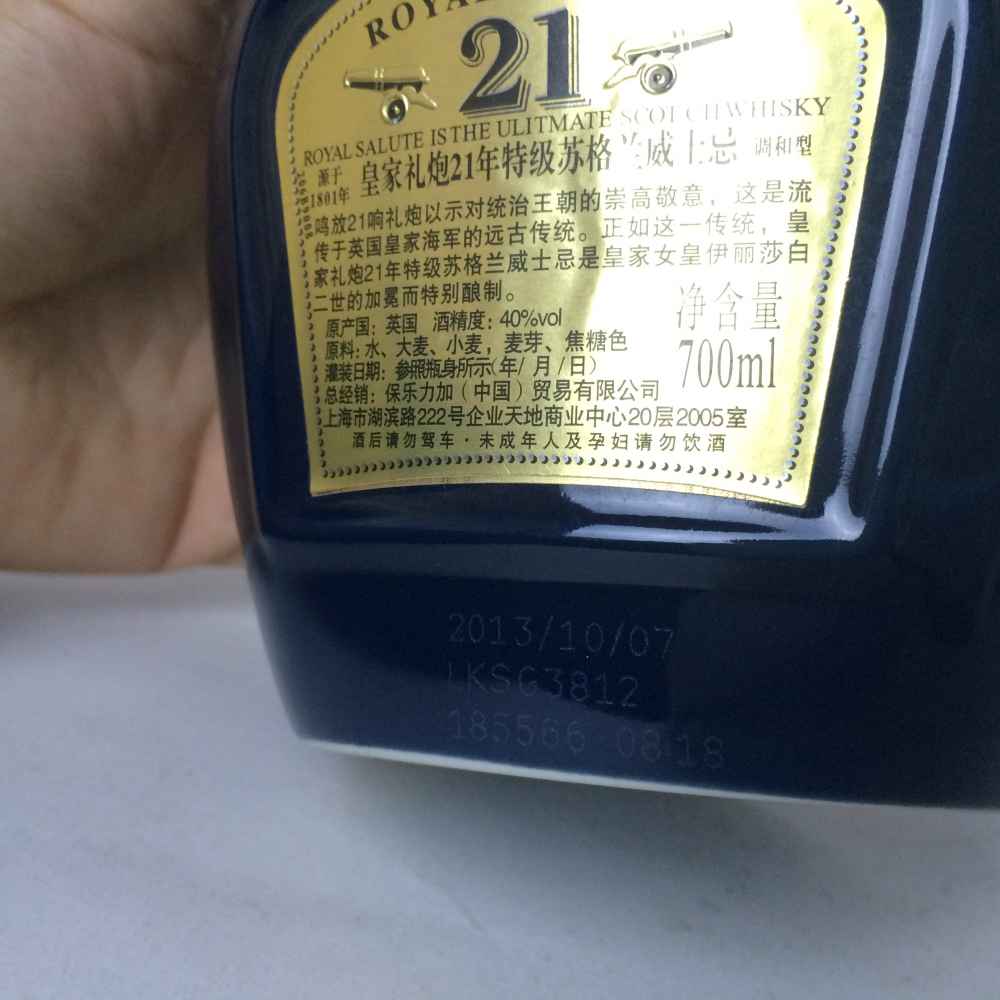 ROYAL
21
ROYAL SALUTE IS THE ULITMATE SCOTCH WHISKY
源于
1801年
皇家礼炮21年特级苏格兰威士忌 调和型
鸣放21响礼炮以示对统治王朝的崇高敬意，这是流
传于英国皇家海军的远古传统。正如这一传统，皇
家礼炮21年特级苏格兰威士忌是皇家女皇伊丽莎白
二世的加冕而特别酿制。
净含量
700ml
原产国：英国 酒精度：40%vol
原料：水、大麦、小麦，麦芽、焦糖色
灌装日期：参照瓶身所示(年/月/日)
总经销：保乐力加（中国）贸易有限公司
上海市湖滨路222号企业天地商业中心20层2005室
酒后请勿驾车·未成年人及孕妇请勿饮酒
2013/10/07
LKSG3812
185566 08:18